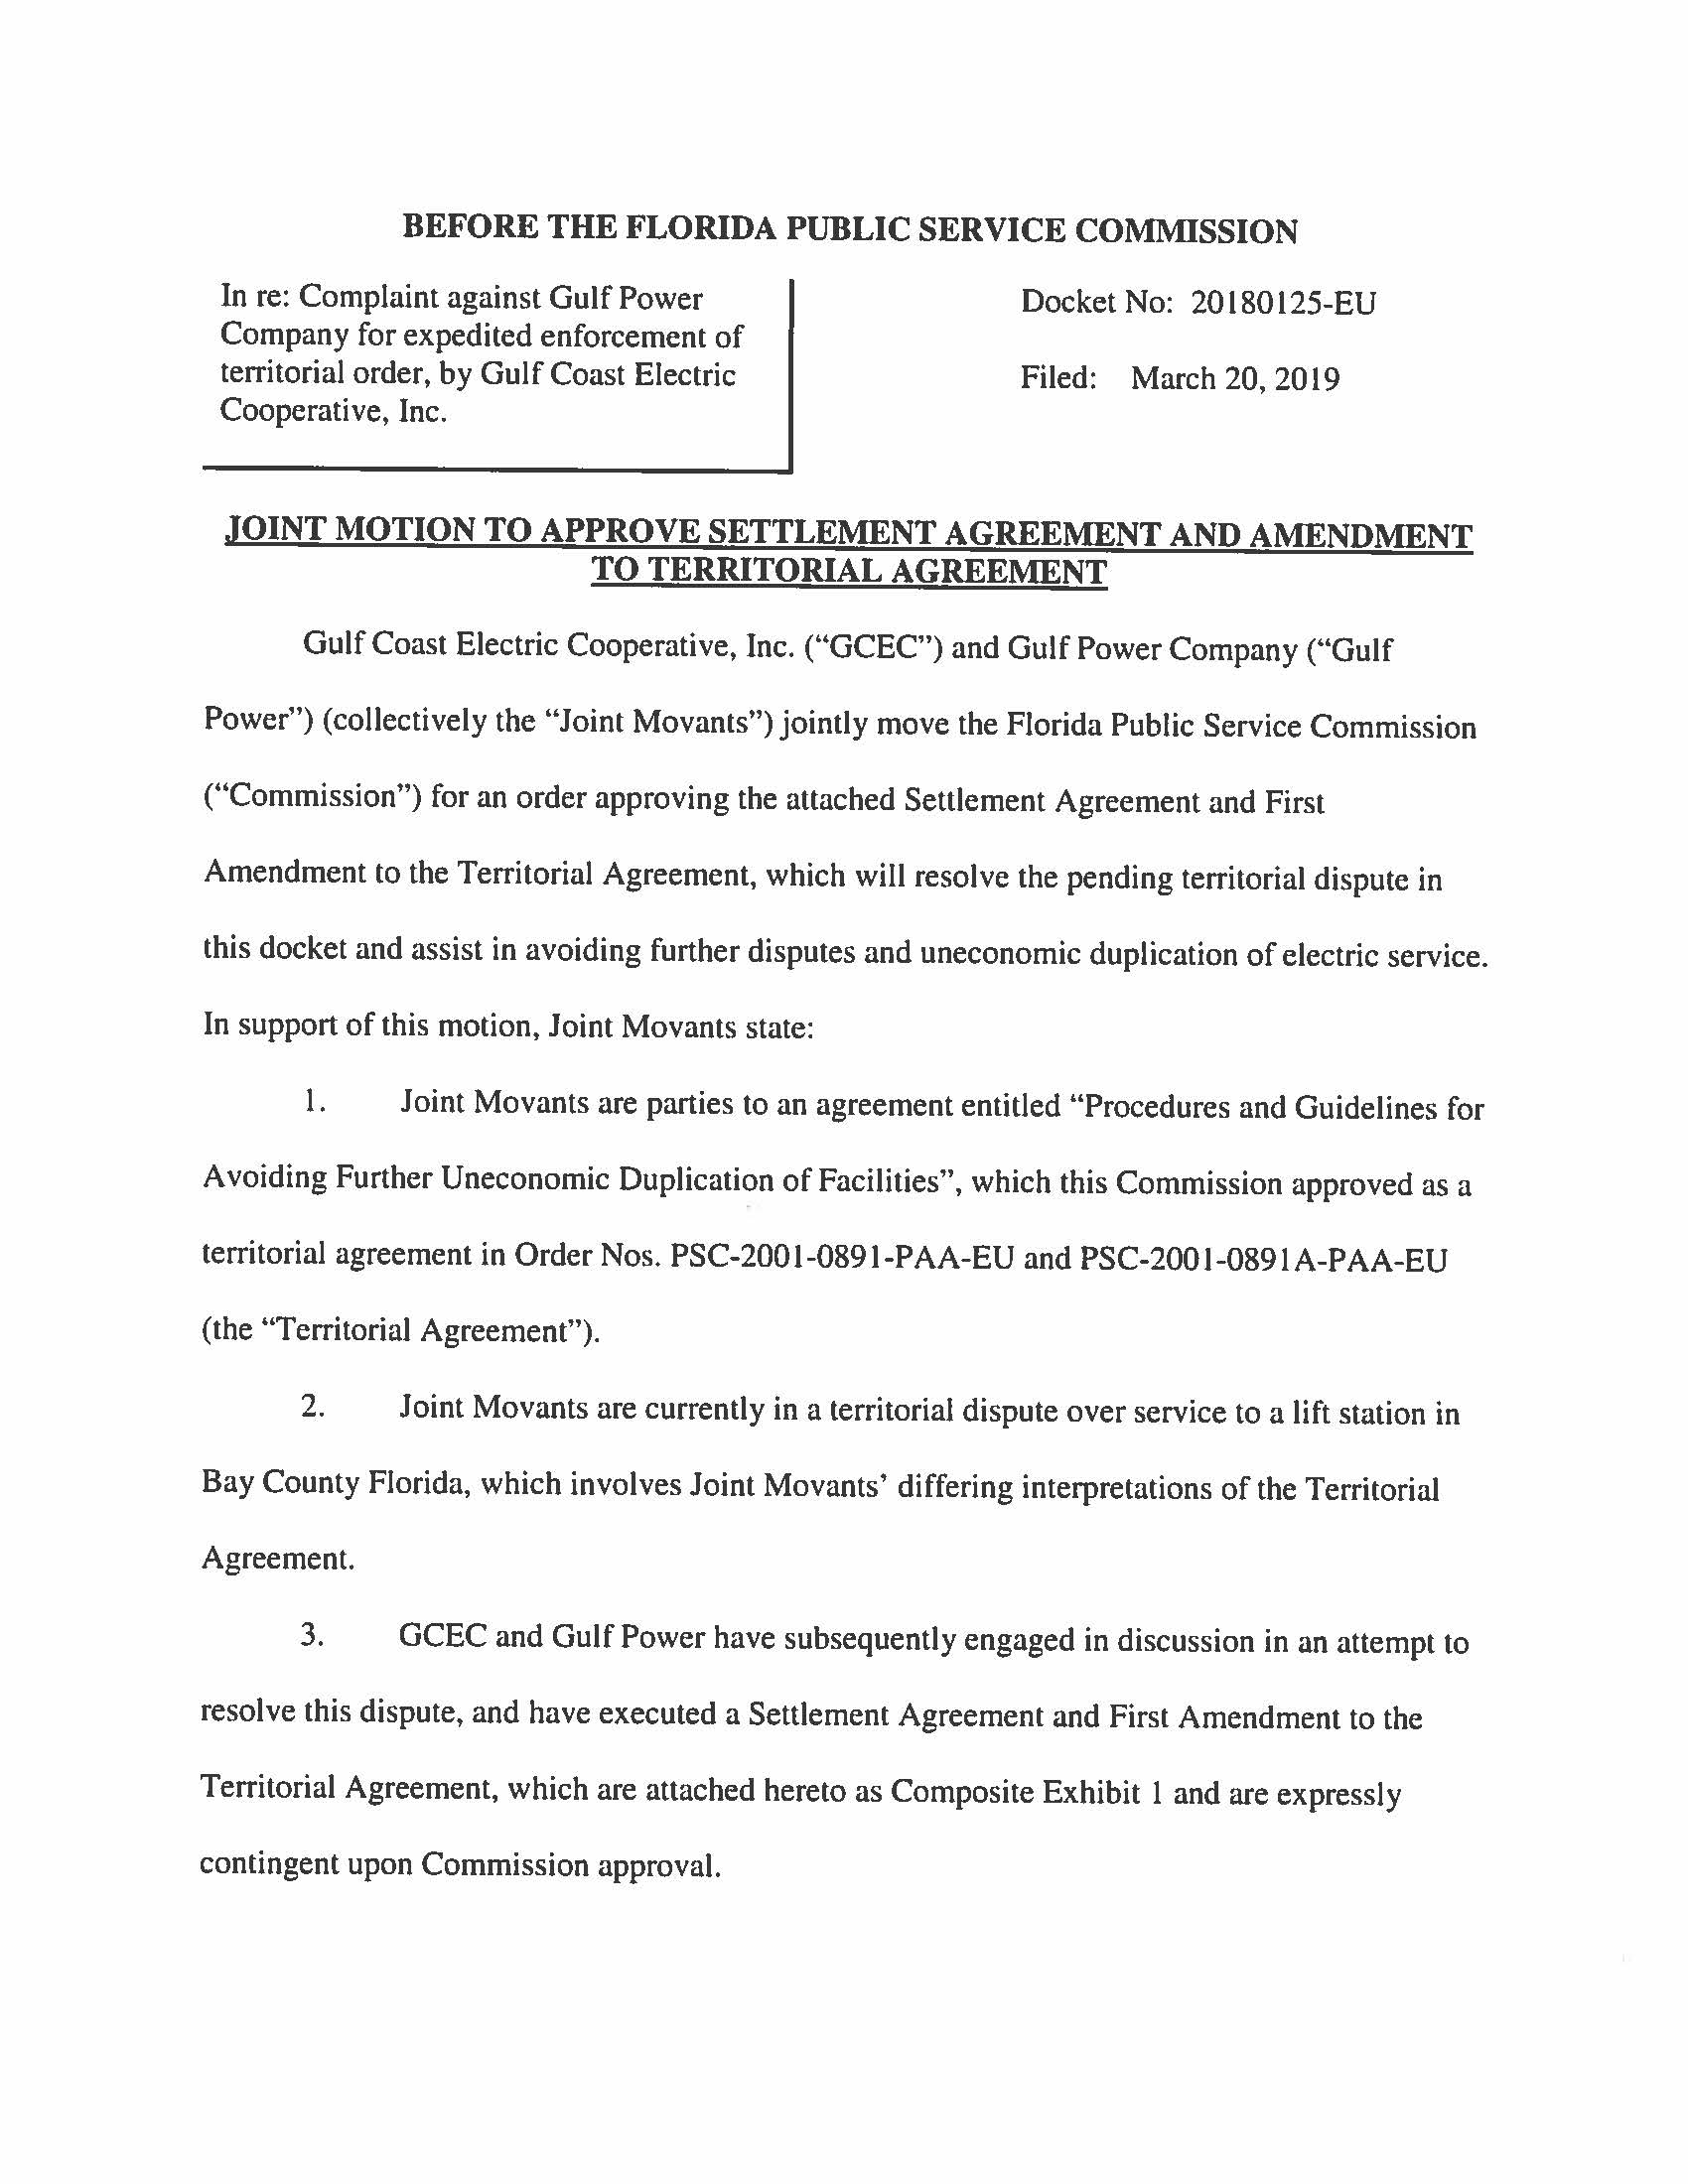 BEFORE THE FLORIDA PUBLIC SERVICE COMMISSION
In re: Complaint against Gulf Power
Company for expedited enforcement of
territorial order, by Gulf Coast Electric
Cooperative, Inc.
Docket No: 20180125-EU
Filed: March 20, 2019
JOINT MOTION TO APPROVE SETTLEMENT AGREEMENT AND AMENDMENT
TO TERRITORIAL AGREEMENT
Gulf Coast Electric Cooperative, Inc. (“GCEC”) and Gulf Power Company (“Gulf
Power”) (collectively the “Joint Movants”) jointly move the Florida Public Service Commission
(“Commission”) for an order approving the attached Settlement Agreement and First
Amendment to the Territorial Agreement, which will resolve the pending territorial dispute in
this docket and assist in avoiding further disputes and uneconomic duplication of electric service.
In support of this motion, Joint Movants state:
1. Joint Movants are parties to an agreement entitled “Procedures and Guidelines for
Avoiding Further Uneconomic Duplication of Facilities”, which this Commission approved as a
territorial agreement in Order Nos. PSC-2001-0891-PAA-EU and PSC-2001-0891A-PAA-EU
(the “Territorial Agreement”).
2. Joint Movants are currently in a territorial dispute over service to a lift station in
Bay County Florida, which involves Joint Movants’ differing interpretations of the Territorial
Agreement.
3. GCEC and Gulf Power have subsequently engaged in discussion in an attempt to
resolve this dispute, and have executed a Settlement Agreement and First Amendment to the
Territorial Agreement, which are attached hereto as Composite Exhibit 1 and are expressly
contingent upon Commission approval.